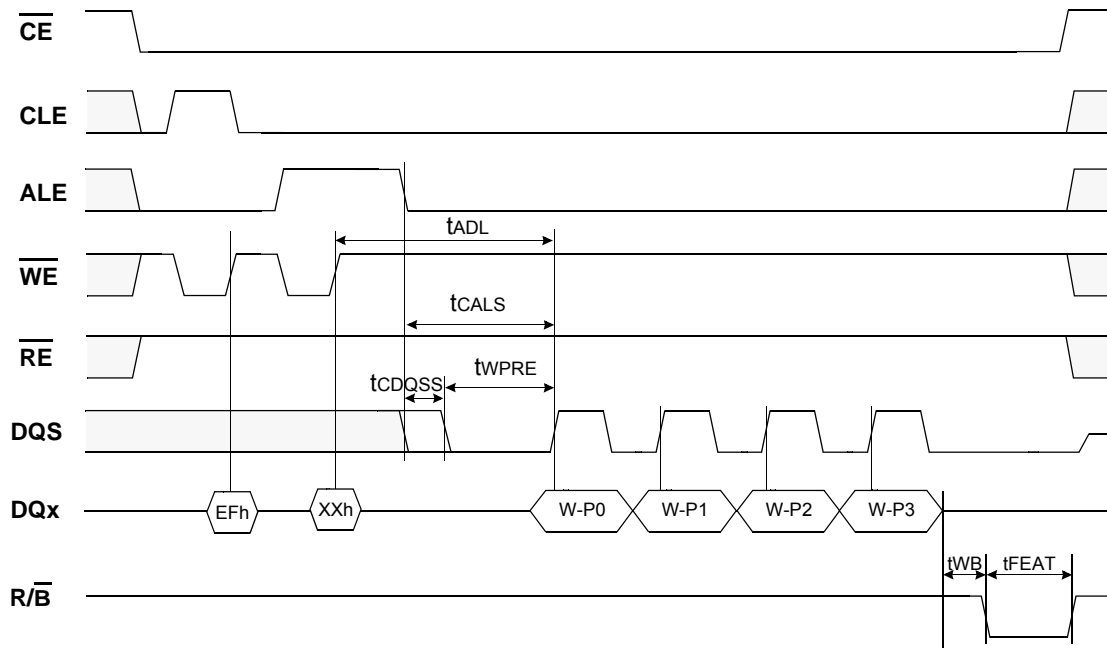 CE
CLE
ALE
tADL
WE
tCALS
RE
tWPRE
tCDQSS
DQS
DQx
EFh
XXh
W-P0
W-P1
W-P2
W-P3
tWB
tFEAT
R/B